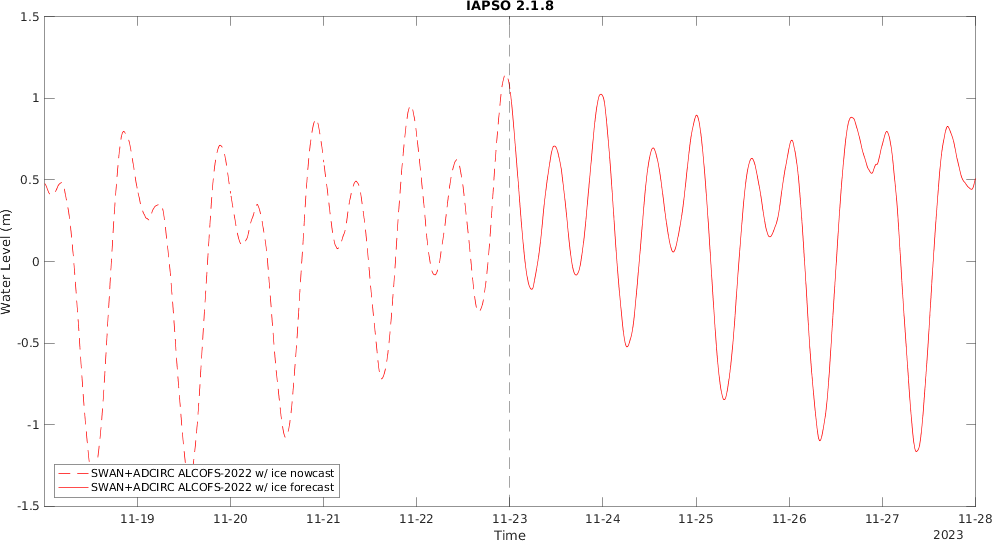 IAPSO 2.1.8
1.5
1
0.5
0
-0.5
-1
-1.5
Water Level (m)
SWAN+ADCIRC ALCOFS-2022 w/ ice nowcast
SWAN+ADCIRC ALCOFS-2022 w/ ice forecast
11-19 11-20 11-21 11-22 11-23 11-24 11-25 11-26 11-27 11-28
Time
2023